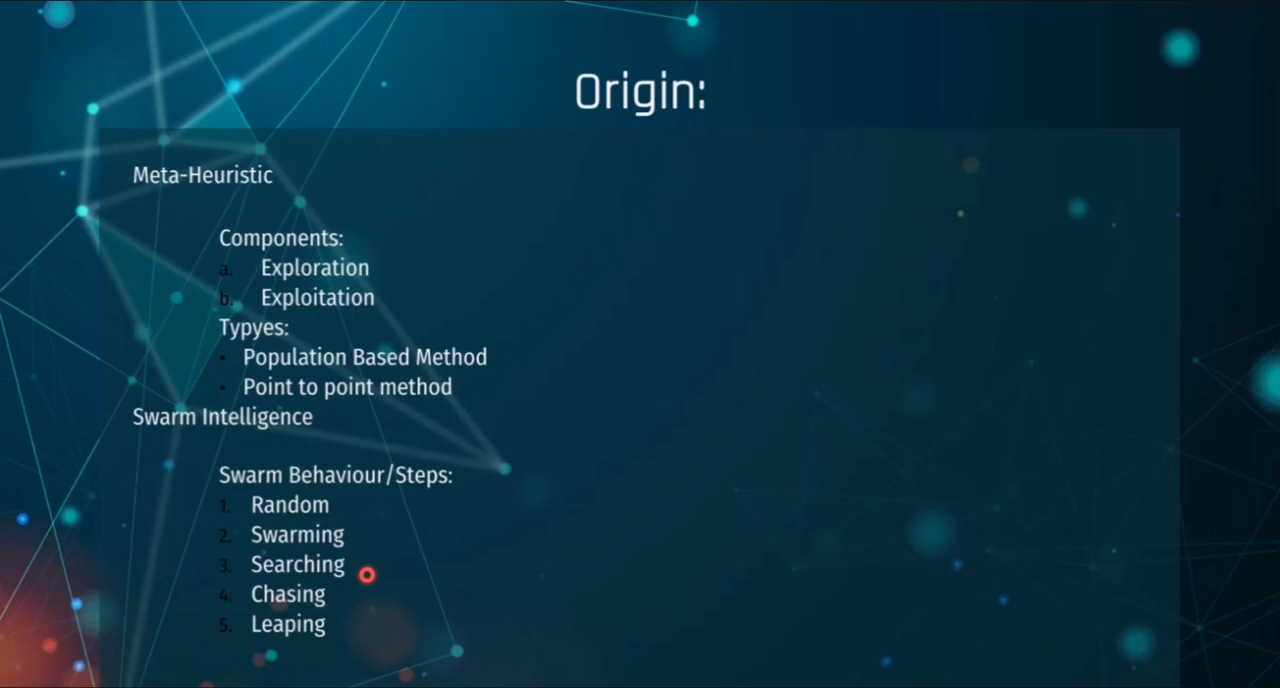 Origin:
Meta-Heuristic
Components:
a. Exploration
b. Exploitation
Typyes:
• Population Based Method
• Point to point method
Swarm Intelligence
Swarm Behaviour/Steps:
1. Random
2. Swarming
3. Searching
4. Chasing
5. Leaping